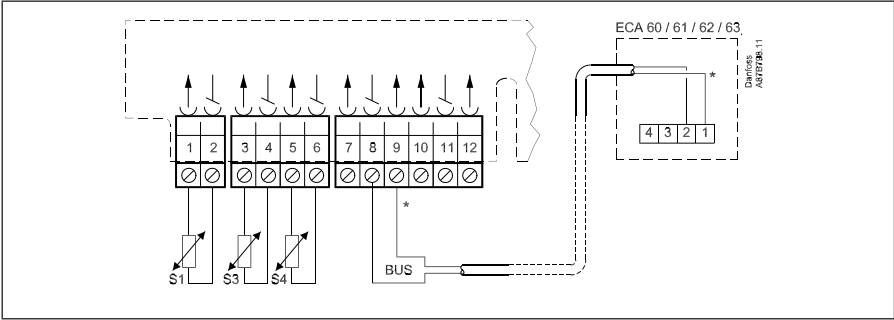 ECA 60 / 61 / 62 / 63
Danfoss
A87B798.11
*
4 3 2 1
1 2 3 4 5 6 7 8 9 10 11 12
*
S1 S3 S4 BUS